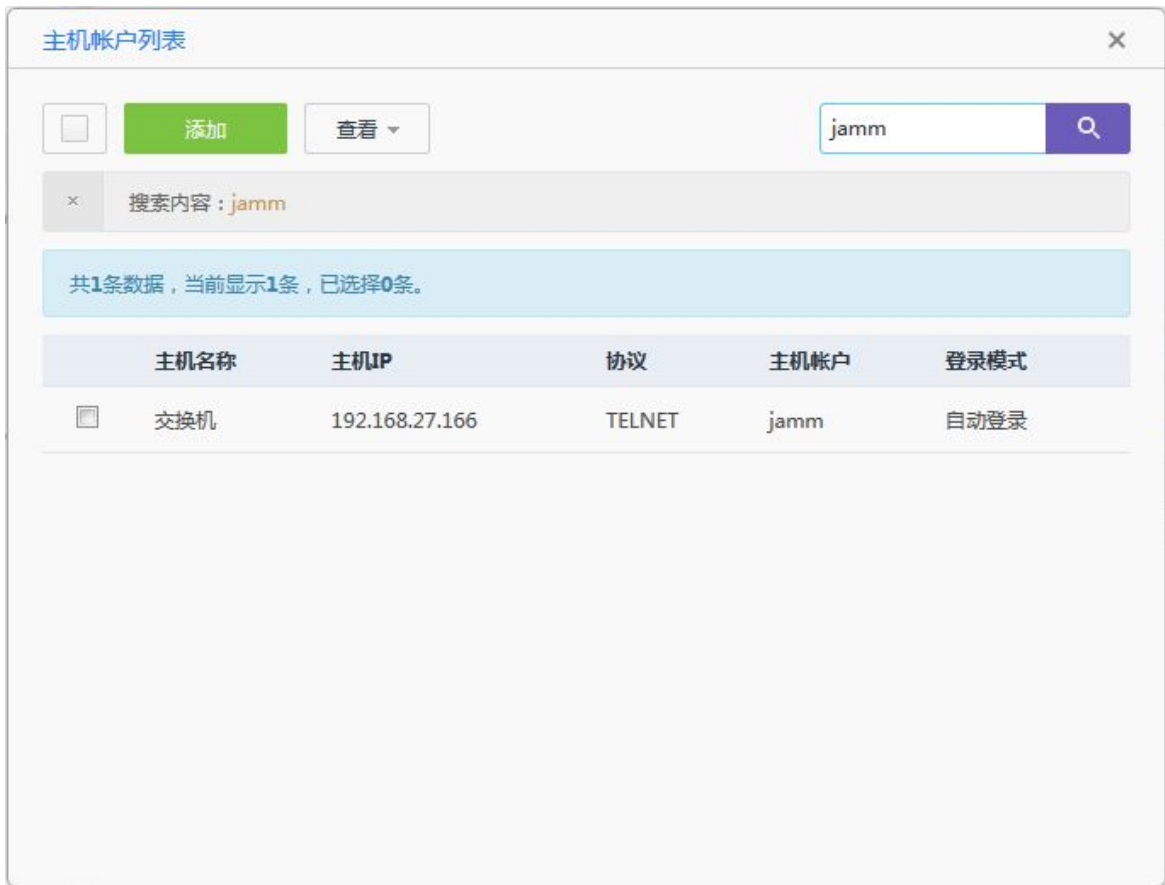 主机帐户列表 ×
添加 查看 jamm
× 搜索内容：jamm
共1条数据，当前显示1条，已选择0条。
主机名称 主机IP 协议 主机帐户 登录模式
交换机 192.168.27.166 TELNET jamm 自动登录